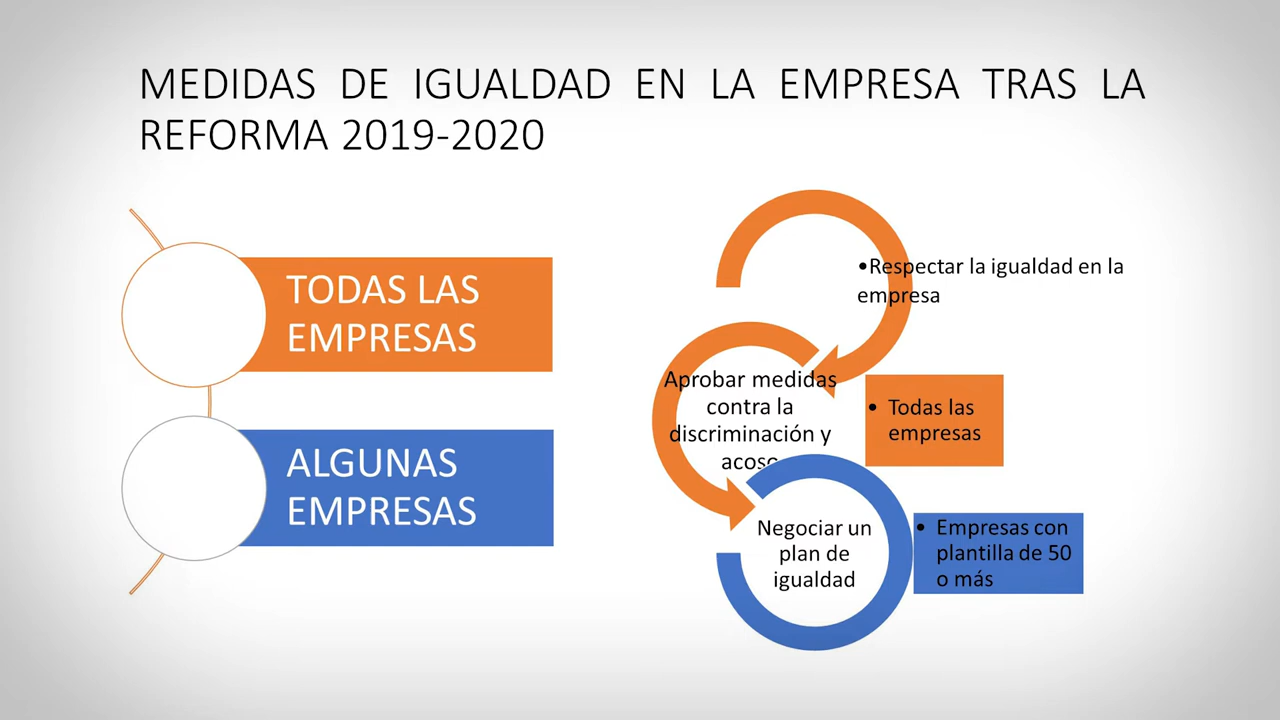 MEDIDAS DE IGUALDAD EN LA EMPRESA TRAS LA
REFORMA 2019-2020
TODAS LAS
EMPRESAS
ALGUNAS
EMPRESAS
•Respectar la igualdad en la
empresa
Aprobar medidas
contra la
discriminación y
acoso
• Todas las
empresas
Negociar un
plan de
igualdad
• Empresas con
plantilla de 50
o más